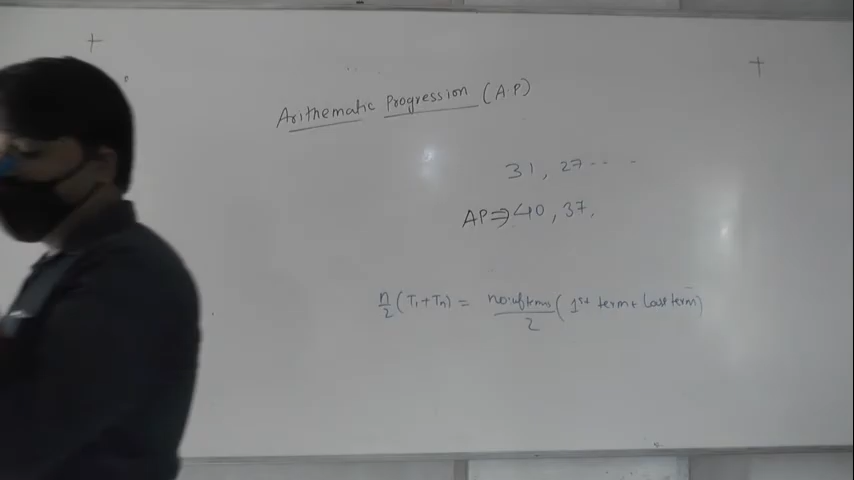 Arithematic Progression (A.P)
31, 27-- -
AP⇒40, 37,
n/2 (T₁+Tₙ) = no.of terms/2 (1st term + Last term)